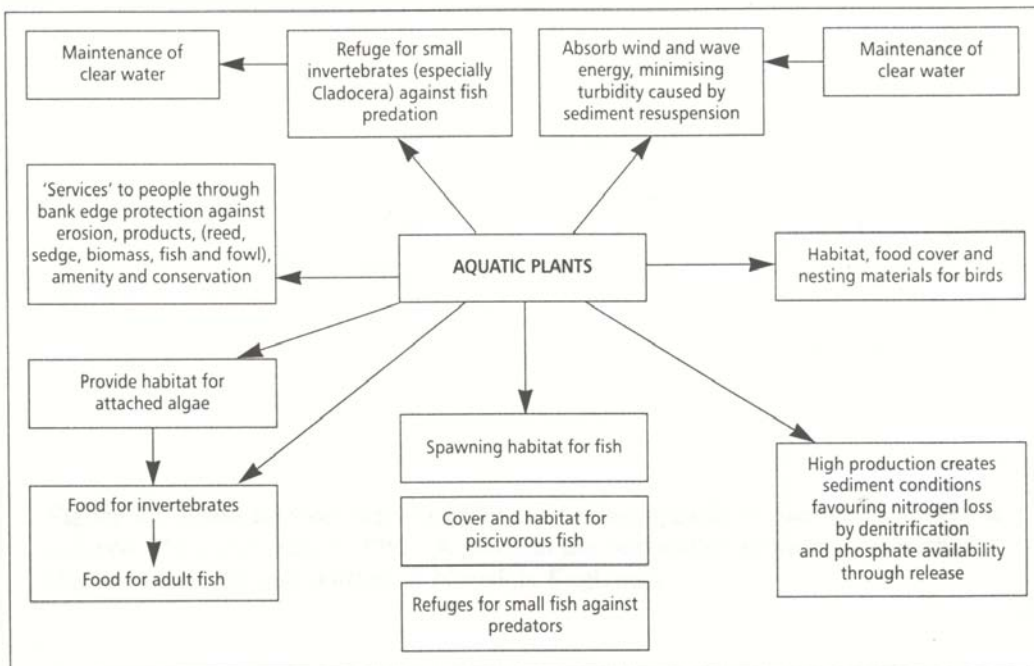 Maintenance of
clear water
Refuge for small
invertebrates (especially
Cladocera) against fish
predation
Absorb wind and wave
energy, minimising
turbidity caused by
sediment resuspension
Maintenance of
clear water
'Services' to people through
bank edge protection against
erosion, products, (reed,
sedge, biomass, fish and fowl),
amenity and conservation
AQUATIC PLANTS
Habitat, food cover and
nesting materials for birds
Provide habitat for
attached algae
Food for invertebrates
Food for adult fish
Spawning habitat for fish
Cover and habitat for
piscivorous fish
Refuges for small fish against
predators
High production creates
sediment conditions
favouring nitrogen loss
by denitrification
and phosphate availability
through release